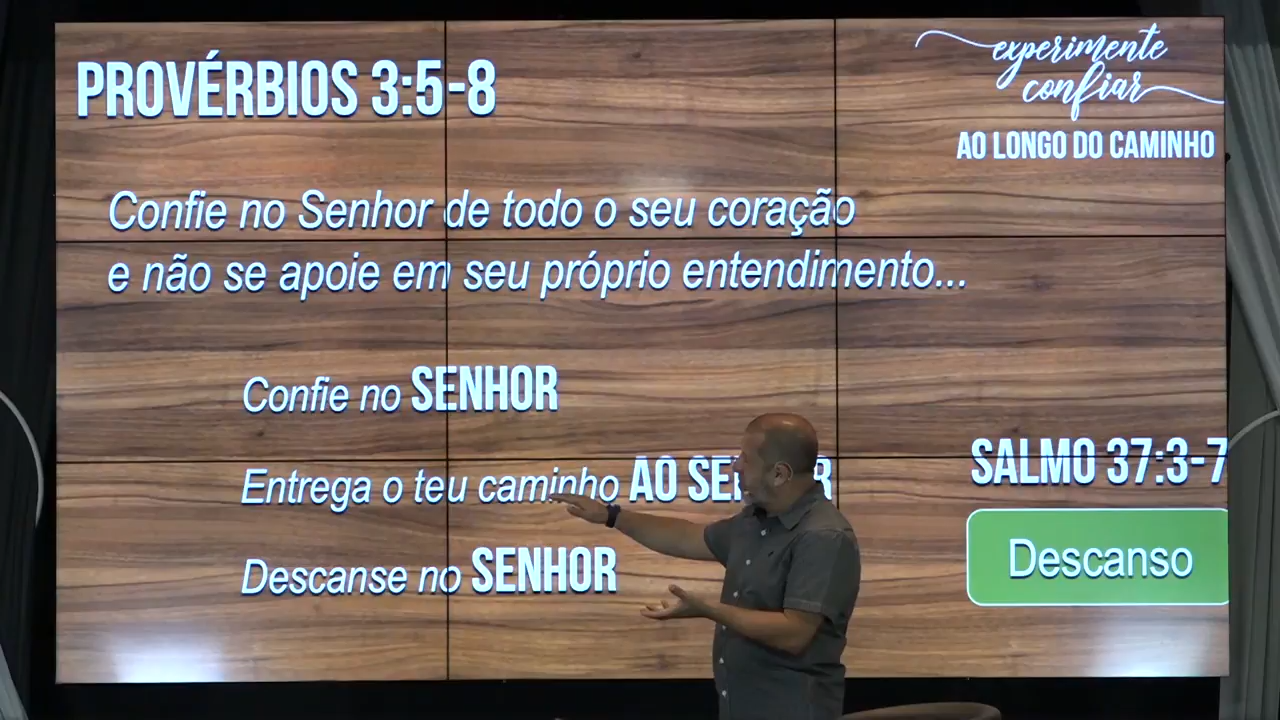 PROVÉRBIOS 3:5-8
experimente
confiar
AO LONGO DO CAMINHO
Confie no Senhor de todo o seu coração
e não se apoie em seu próprio entendimento...
Confie no SENHOR
Entrega o teu caminho AO
Descanse no SENHOR
SALMO 37:3-7
Descanso